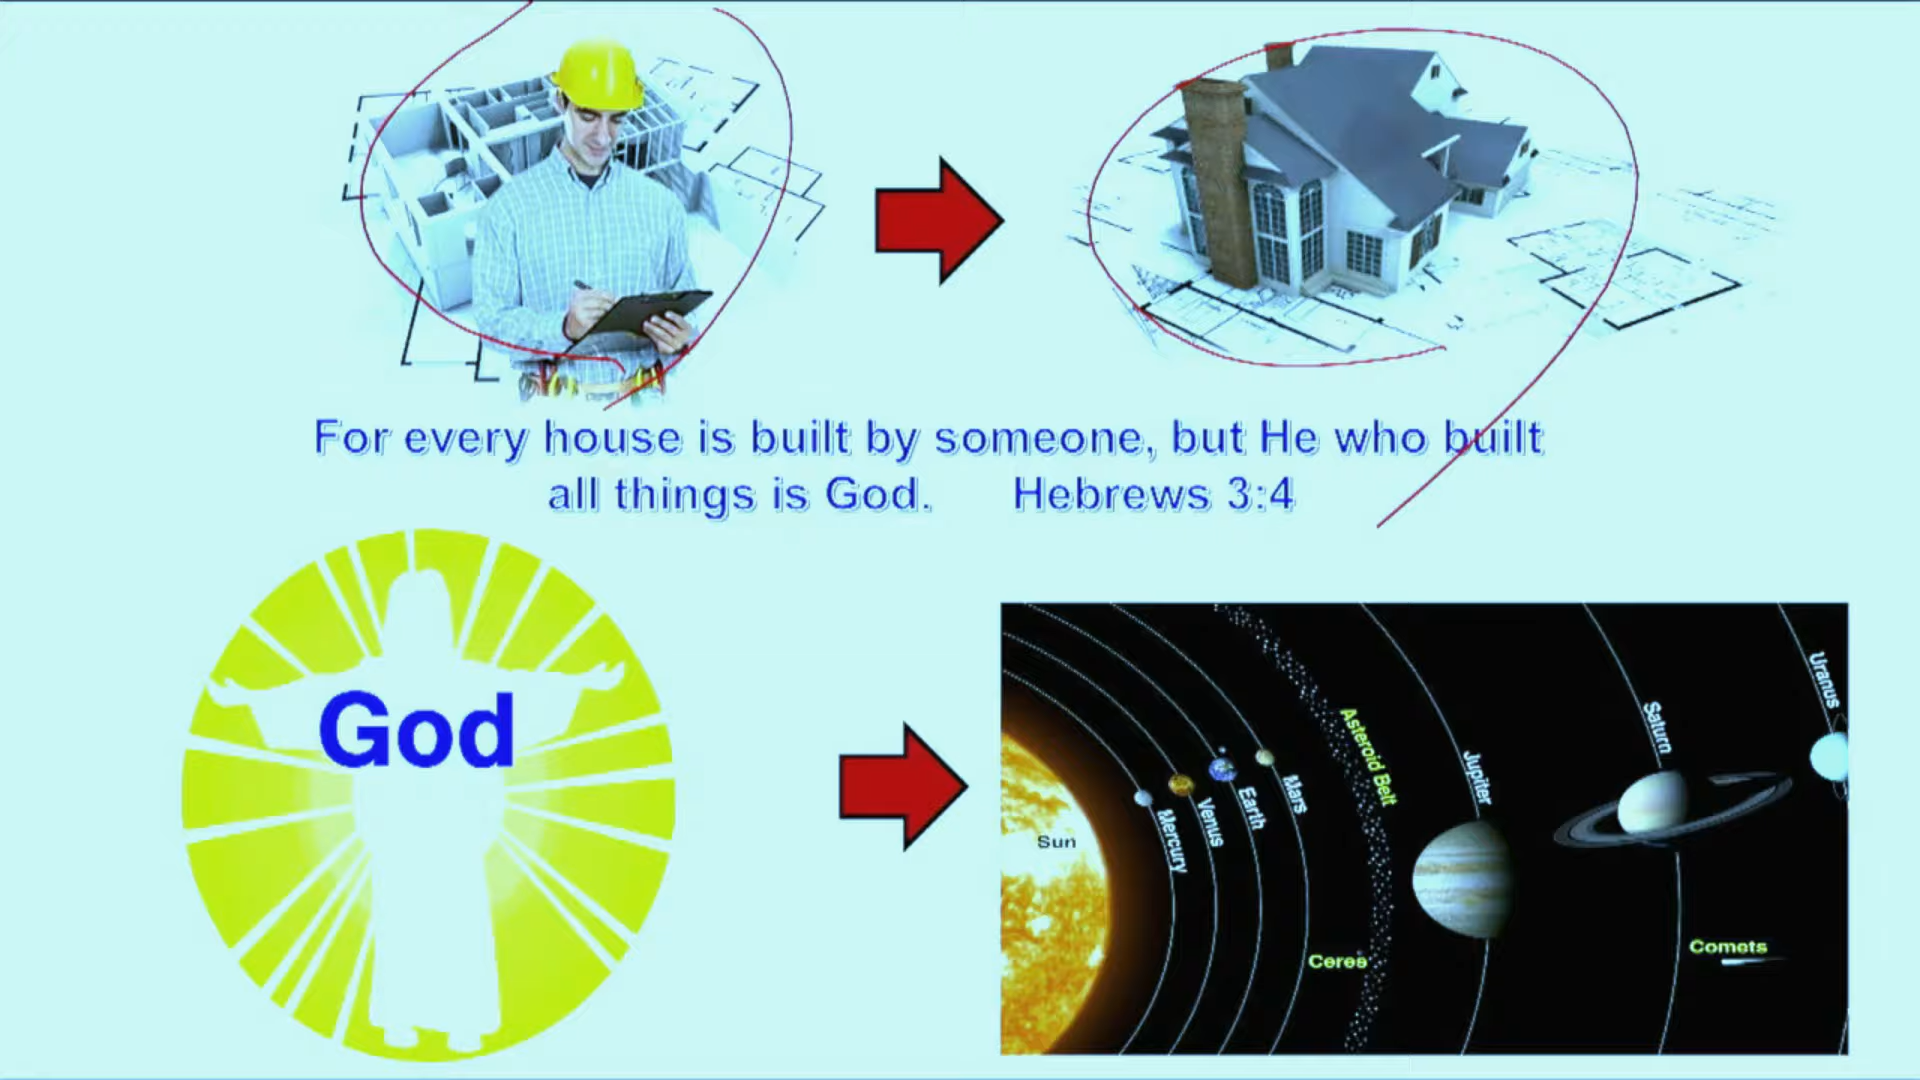 For every house is built by someone, but He who built
all things is God. Hebrews 3:4
God
Sun
Mercury
Venus
Earth
Mars
Asteroid Belt
Ceres
Jupiter
Saturn
Comets
Uranus